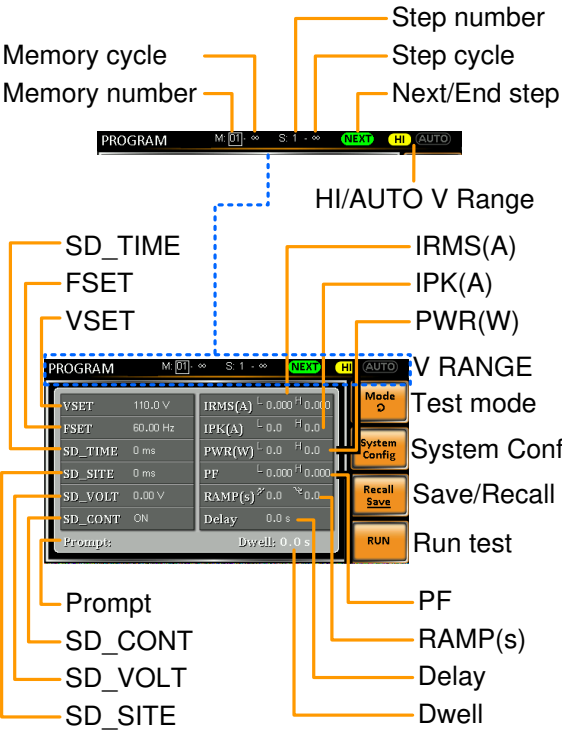 Step number
Memory cycle
Step cycle
Memory number
Next/End step
PROGRAM M: 01 - ∞ S: 1 - ∞ NEXT HI AUTO
HI/AUTO V Range
SD_TIME
IRMS(A)
FSET
IPK(A)
VSET
PWR(W)
PROGRAM M: 01 - ∞ S: 1 - ∞ NEXT HI AUTO
V RANGE
VSET 110.0 V IRMS(A) L 0.000 H 0.000
Mode
Test mode
FSET 60.00 Hz IPK(A) L 0.0 H 0.0
SD_TIME 0 ms PWR(W) L 0.0 H 0.0
System Config
System Conf
SD_SITE 0 ms PF L 0.000 H 0.000
SD_VOLT 0.00 V RAMP(s) 0.0 0.0
Recall Save
Save/Recall
SD_CONT ON Delay 0.0 s
Prompt: Dwell: 0.0 s
RUN
Run test
Prompt
PF
SD_CONT
RAMP(s)
SD_VOLT
Delay
SD_SITE
Dwell